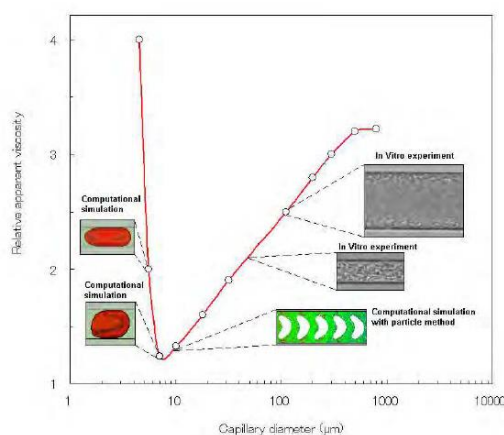 4
3
2
1
Relative apparent viscosity
In Vitro experiment
Computational
simulation
In Vitro experiment
Computational
simulation
Computational simulation
with particle method
1
10
100
1000
10000
Capillary diameter (μm)